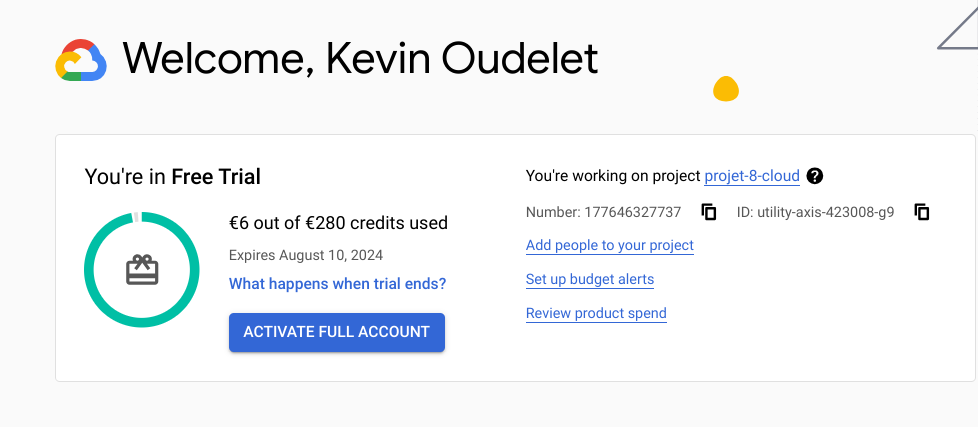 Welcome, Kevin Oudelet
You're in Free Trial
€6 out of €280 credits used
Expires August 10, 2024
What happens when trial ends?
ACTIVATE FULL ACCOUNT
You're working on project projet-8-cloud
Number: 177646327737 ID: utility-axis-423008-g9
Add people to your project
Set up budget alerts
Review product spend